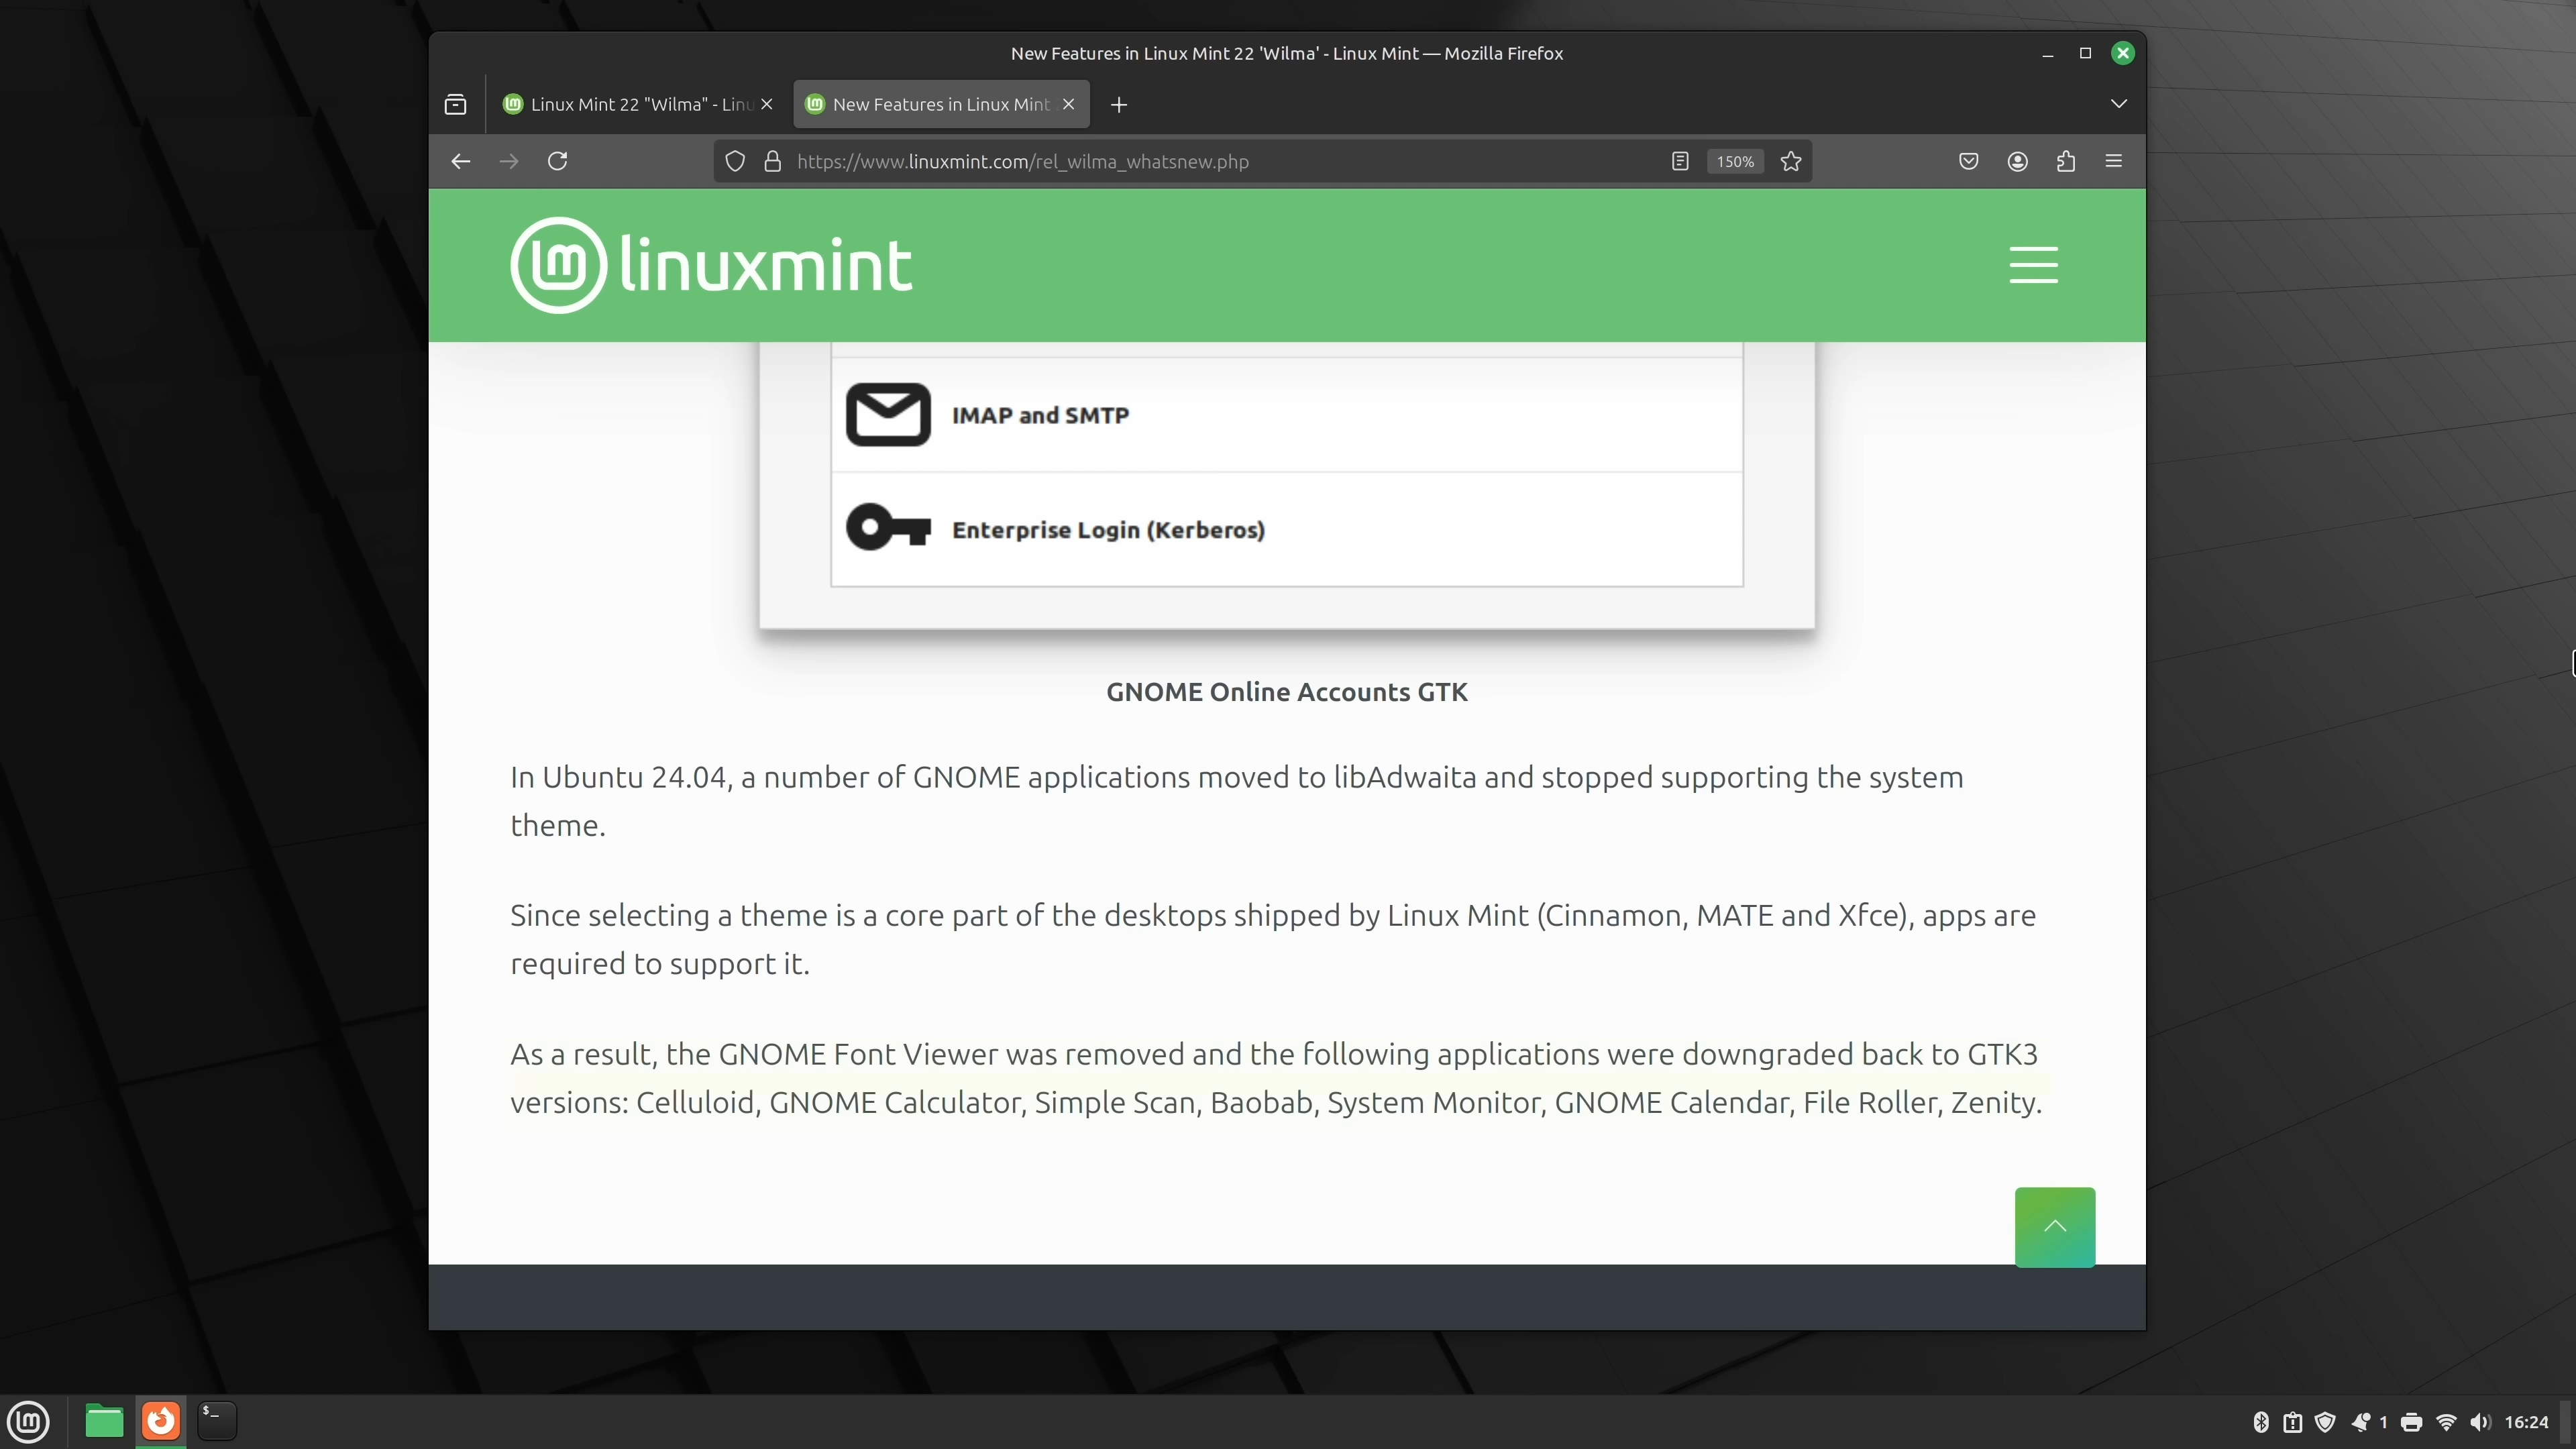 New Features in Linux Mint 22 'Wilma' - Linux Mint — Mozilla Firefox
Linux Mint 22 "Wilma" - Linu
New Features in Linux Mint
https://www.linuxmint.com/rel_wilma_whatsnew.php
150%
lm linuxmint
IMAP and SMTP
Enterprise Login (Kerberos)
GNOME Online Accounts GTK
In Ubuntu 24.04, a number of GNOME applications moved to libAdwaita and stopped supporting the system
theme.
Since selecting a theme is a core part of the desktops shipped by Linux Mint (Cinnamon, MATE and Xfce), apps are
required to support it.
As a result, the GNOME Font Viewer was removed and the following applications were downgraded back to GTK3
versions: Celluloid, GNOME Calculator, Simple Scan, Baobab, System Monitor, GNOME Calendar, File Roller, Zenity.
$_
1
16:24